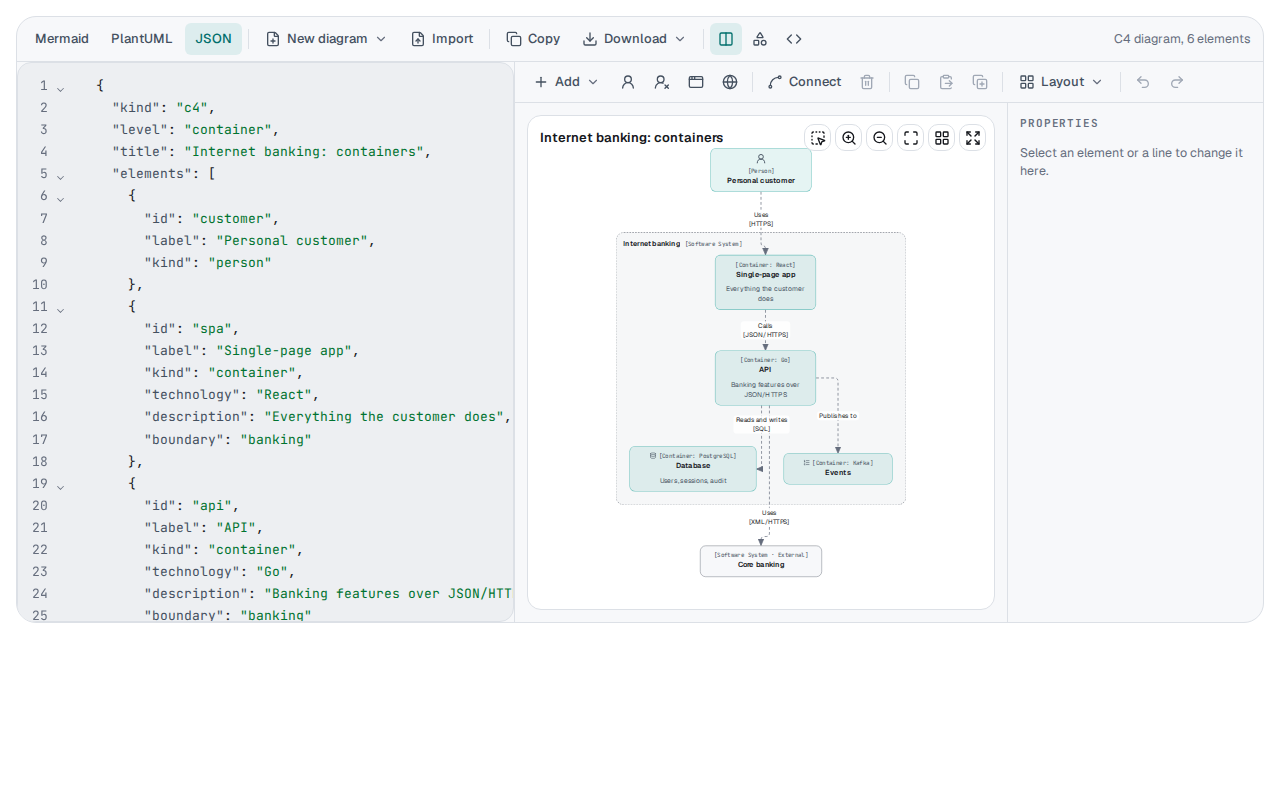 Mermaid PlantUML JSON New diagram Import Copy Download C4 diagram, 6 elements
1 {
2 "kind": "c4",
3 "level": "container",
4 "title": "Internet banking: containers",
5 "elements": [
6 {
7 "id": "customer",
8 "label": "Personal customer",
9 "kind": "person"
10 },
11 {
12 "id": "spa",
13 "label": "Single-page app",
14 "kind": "container",
15 "technology": "React",
16 "description": "Everything the customer does",
17 "boundary": "banking"
18 },
19 {
20 "id": "api",
21 "label": "API",
22 "kind": "container",
23 "technology": "Go",
24 "description": "Banking features over JSON/HTT
25 "boundary": "banking"
Add Connect Layout
Internet banking: containers
[Person]
Personal customer
Uses
[HTTPS]
Internet banking [Software System]
[Container: React]
Single-page app
Everything the customer
does
Calls
[JSON/HTTPS]
[Container: Go]
API
Banking features over
JSON/HTTPS
Reads and writes
[SQL]
Publishes to
[Container: PostgreSQL]
Database
Users, sessions, audit
[Container: Kafka]
Events
Uses
[XML/HTTPS]
[Software System - External]
Core banking
PROPERTIES
Select an element or a line to change it
here.